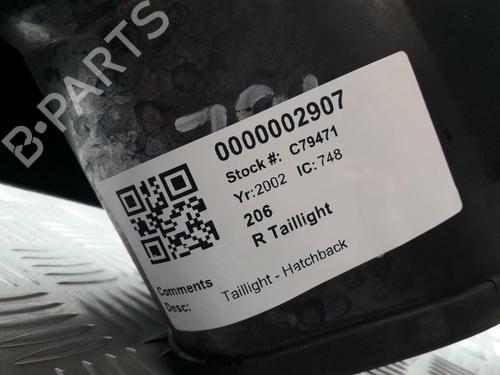 B-PARTS
0000002907
Stock #: C79471
Yr:2002 IC:748
206
R Taillight
Comments
Desc: Taillight - Hatchback